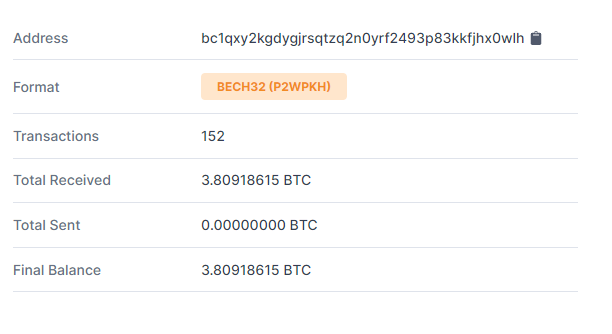 Address bc1qxy2kgdygjrsqtzq2n0yrf2493p83kkfjhx0wlh
Format BECH32 (P2WPKH)
Transactions 152
Total Received 3.80918615 BTC
Total Sent 0.00000000 BTC
Final Balance 3.80918615 BTC